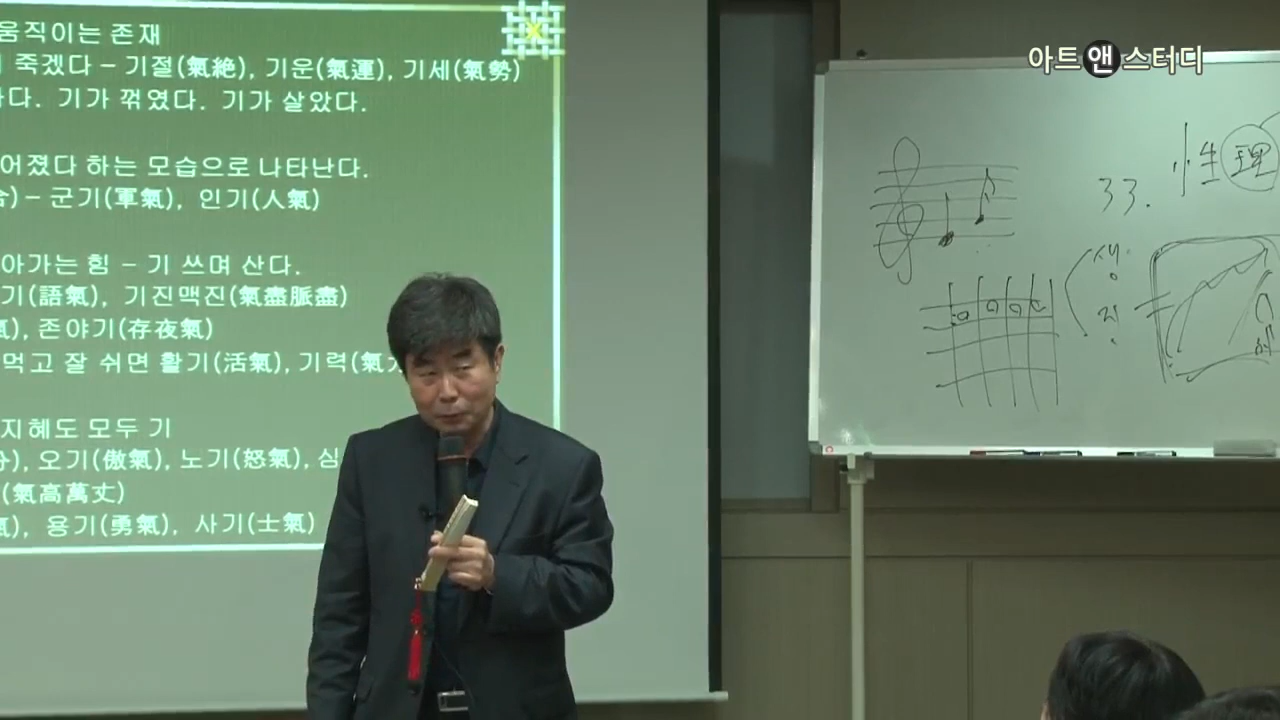 움직이는 존재
죽겠다 – 기절(氣絶), 기운(氣運), 기세(氣勢)
다. 기가 꺾였다. 기가 살았다.
어졌다 하는 모습으로 나타난다.
– 군기(軍氣), 인기(人氣)
아가는 힘 – 기 쓰며 산다.
기(語氣), 기진맥진(氣盡脈盡)
, 존야기(存夜氣)
먹고 잘 쉬면 활기(活氣), 기력(氣
지혜도 모두 기
, 오기(傲氣), 노기(怒氣), 심
(氣高萬丈)
, 용기(勇氣), 사기(士氣)
아트앤스터디
性理
33.
생
지